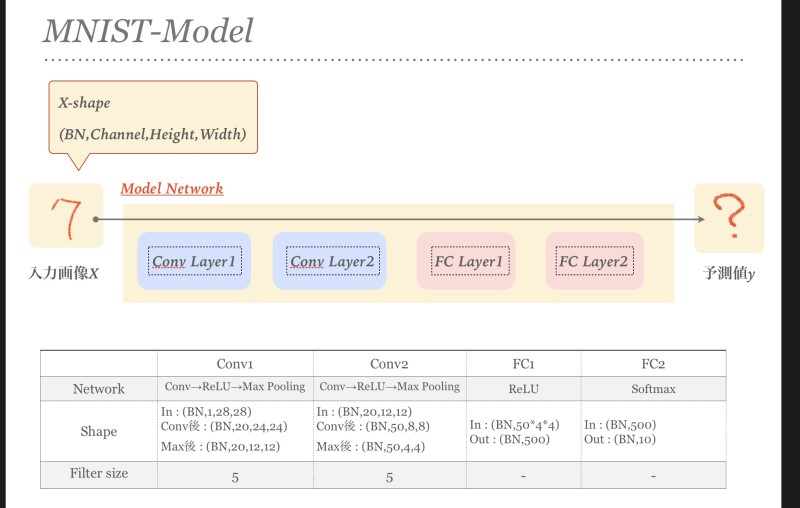 MNIST-Model
X-shape
(BN,Channel,Height,Width)
Model Network
7
?
Conv Layer1
Conv Layer2
FC Layer1
FC Layer2
入力画像X
予測値y
Conv1
Conv2
FC1
FC2
Network
Conv→ReLU→Max Pooling
Conv→ReLU→Max Pooling
ReLU
Softmax
Shape
In : (BN,1,28,28)
Conv後 : (BN,20,24,24)
Max後 : (BN,20,12,12)
In : (BN,20,12,12)
Conv後 : (BN,50,8,8)
Max後 : (BN,50,4,4)
In : (BN,50*4*4)
Out : (BN,500)
In : (BN,500)
Out : (BN,10)
Filter size
5
5
-
-